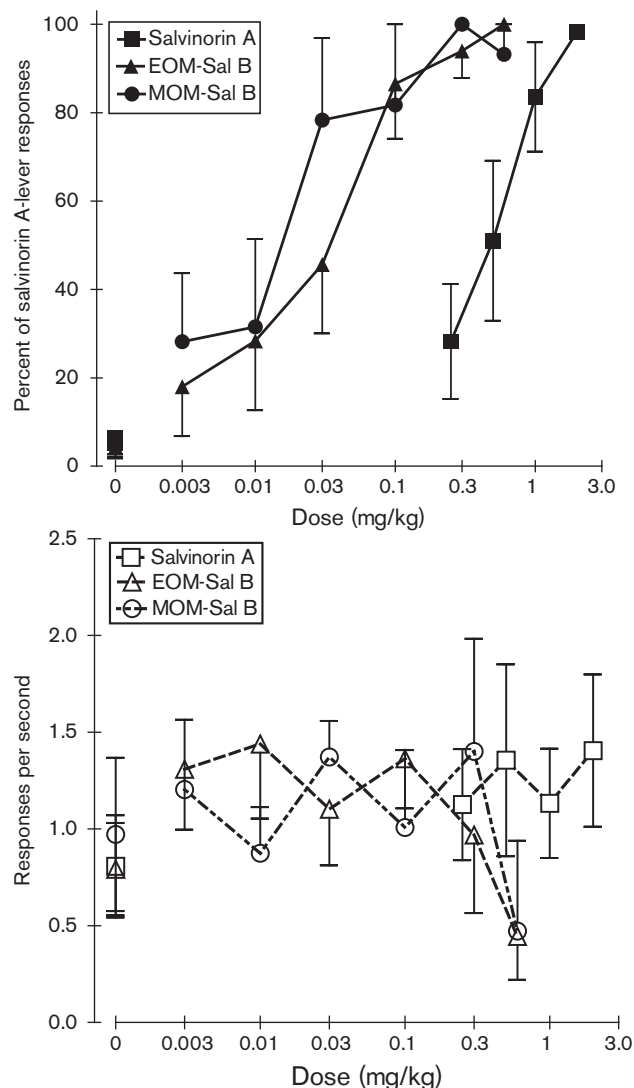 100
80
60
40
20
0
Percent of salvinorin A-lever responses
Salvinorin A
EOM-Sal B
MOM-Sal B
0 0.003 0.01 0.03 0.1 0.3 1 3.0
Dose (mg/kg)
2.5
2.0
1.5
1.0
0.5
0.0
Responses per second
Salvinorin A
EOM-Sal B
MOM-Sal B
0 0.003 0.01 0.03 0.1 0.3 1 3.0
Dose (mg/kg)